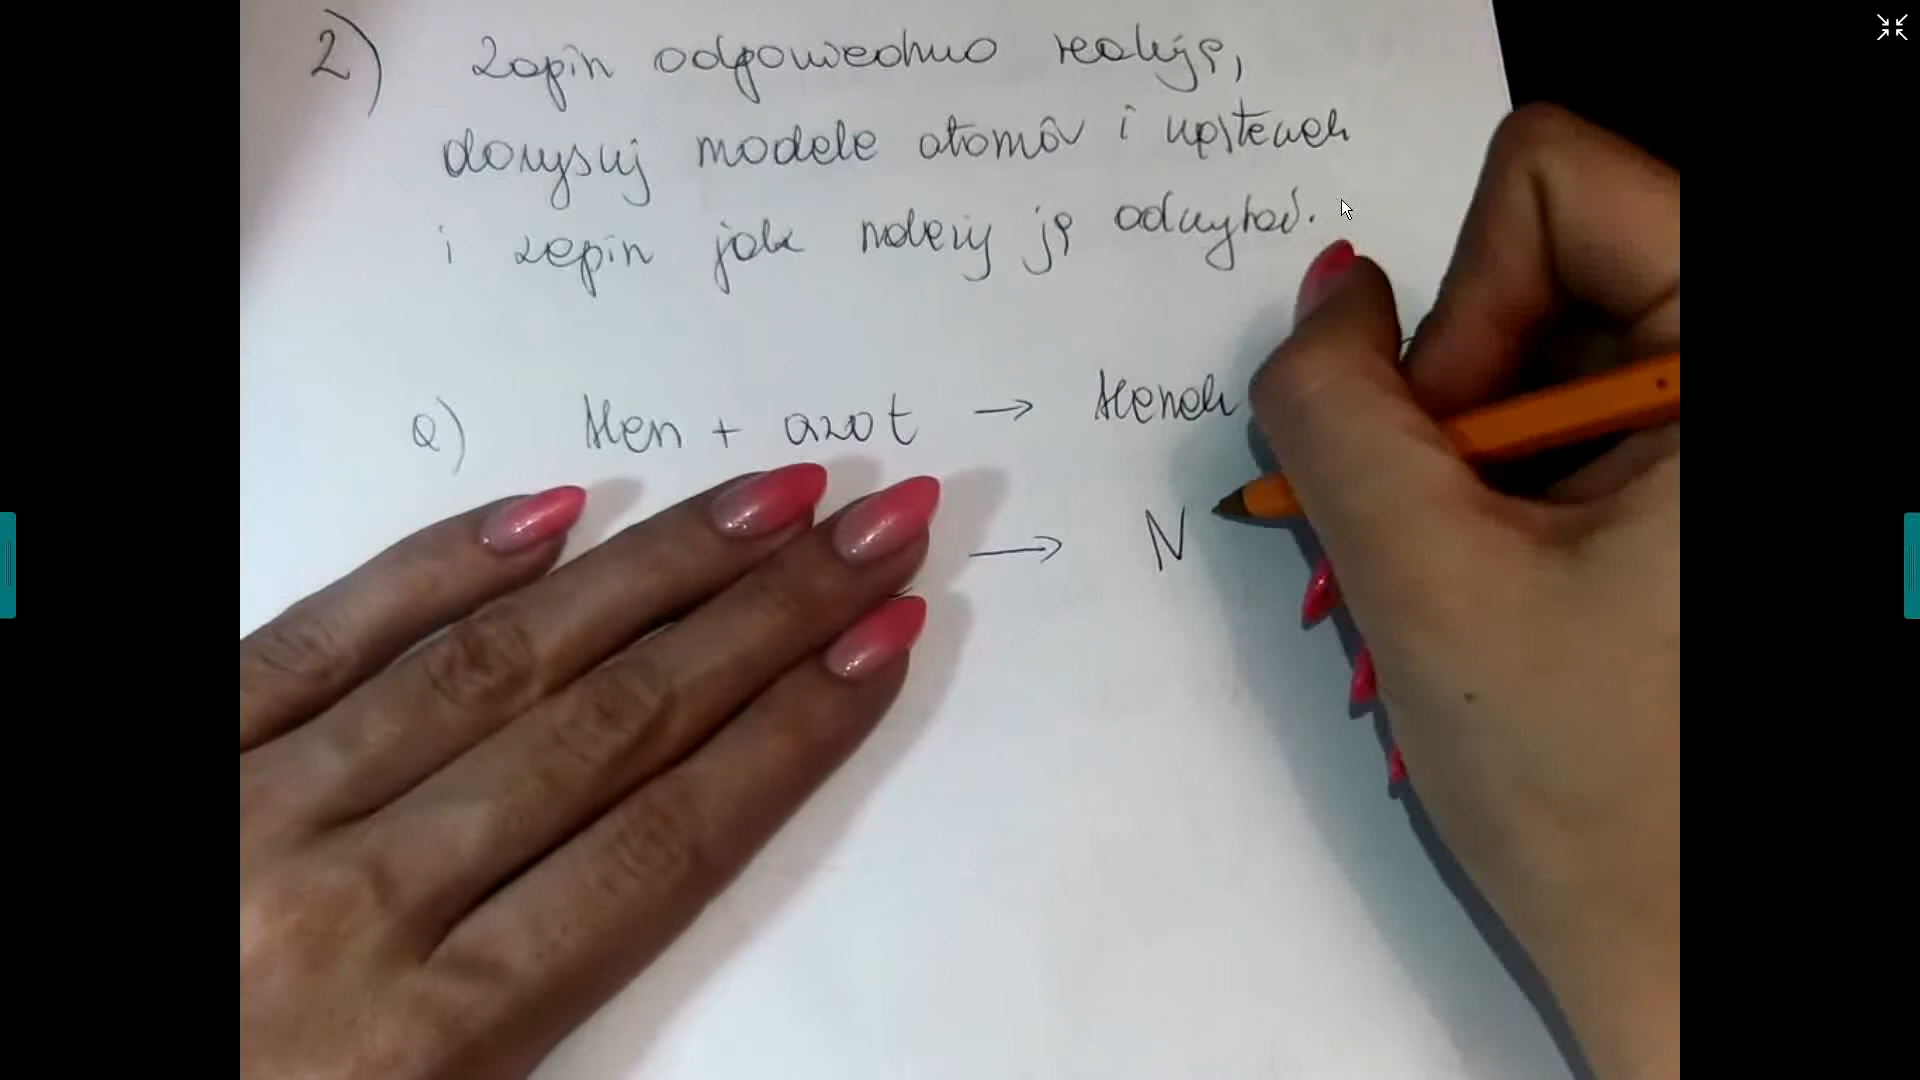 2) Zapisz odpowiednio reakcję,
dorysuj modele atomów i cząsteczek
i zapisz jak należy ją odczytać.
a) tlen + azot → tlenek
→ N